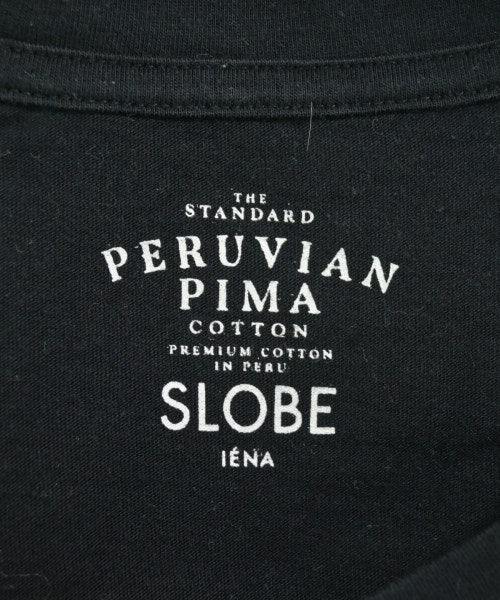 THE
STANDARD
PERUVIAN
PIMA
COTTON
PREMIUM COTTON
IN PERU
SLOBE
IÉNA